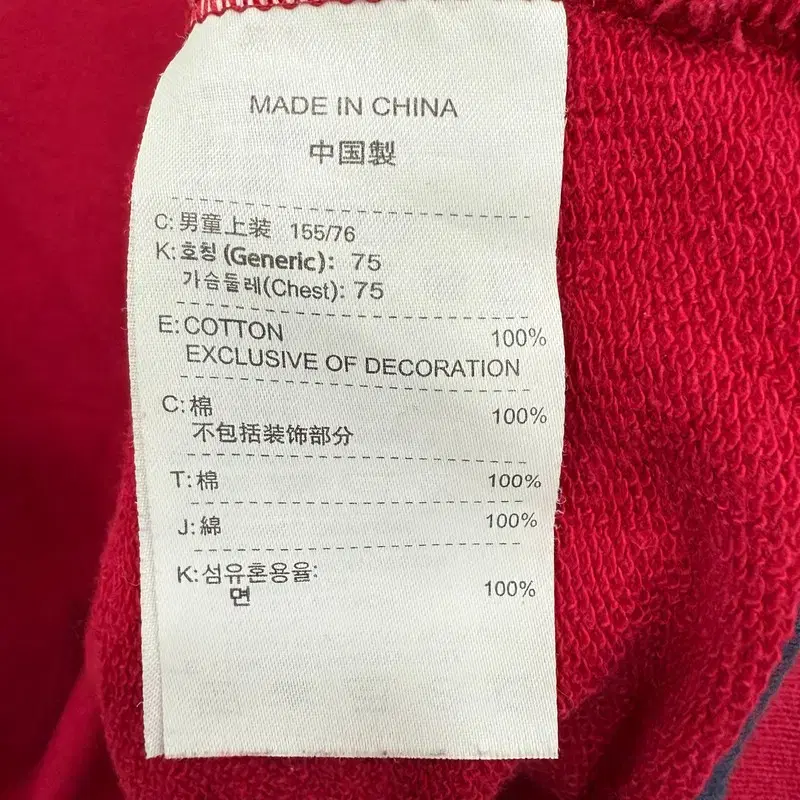 MADE IN CHINA
中国製
C: 男童上装 155/76
K: 호칭 (Generic): 75
가슴둘레(Chest): 75
E: COTTON 100%
EXCLUSIVE OF DECORATION
C: 棉 100%
不包括装饰部分
T: 棉 100%
J: 綿 100%
K: 섬유혼용율:
면 100%